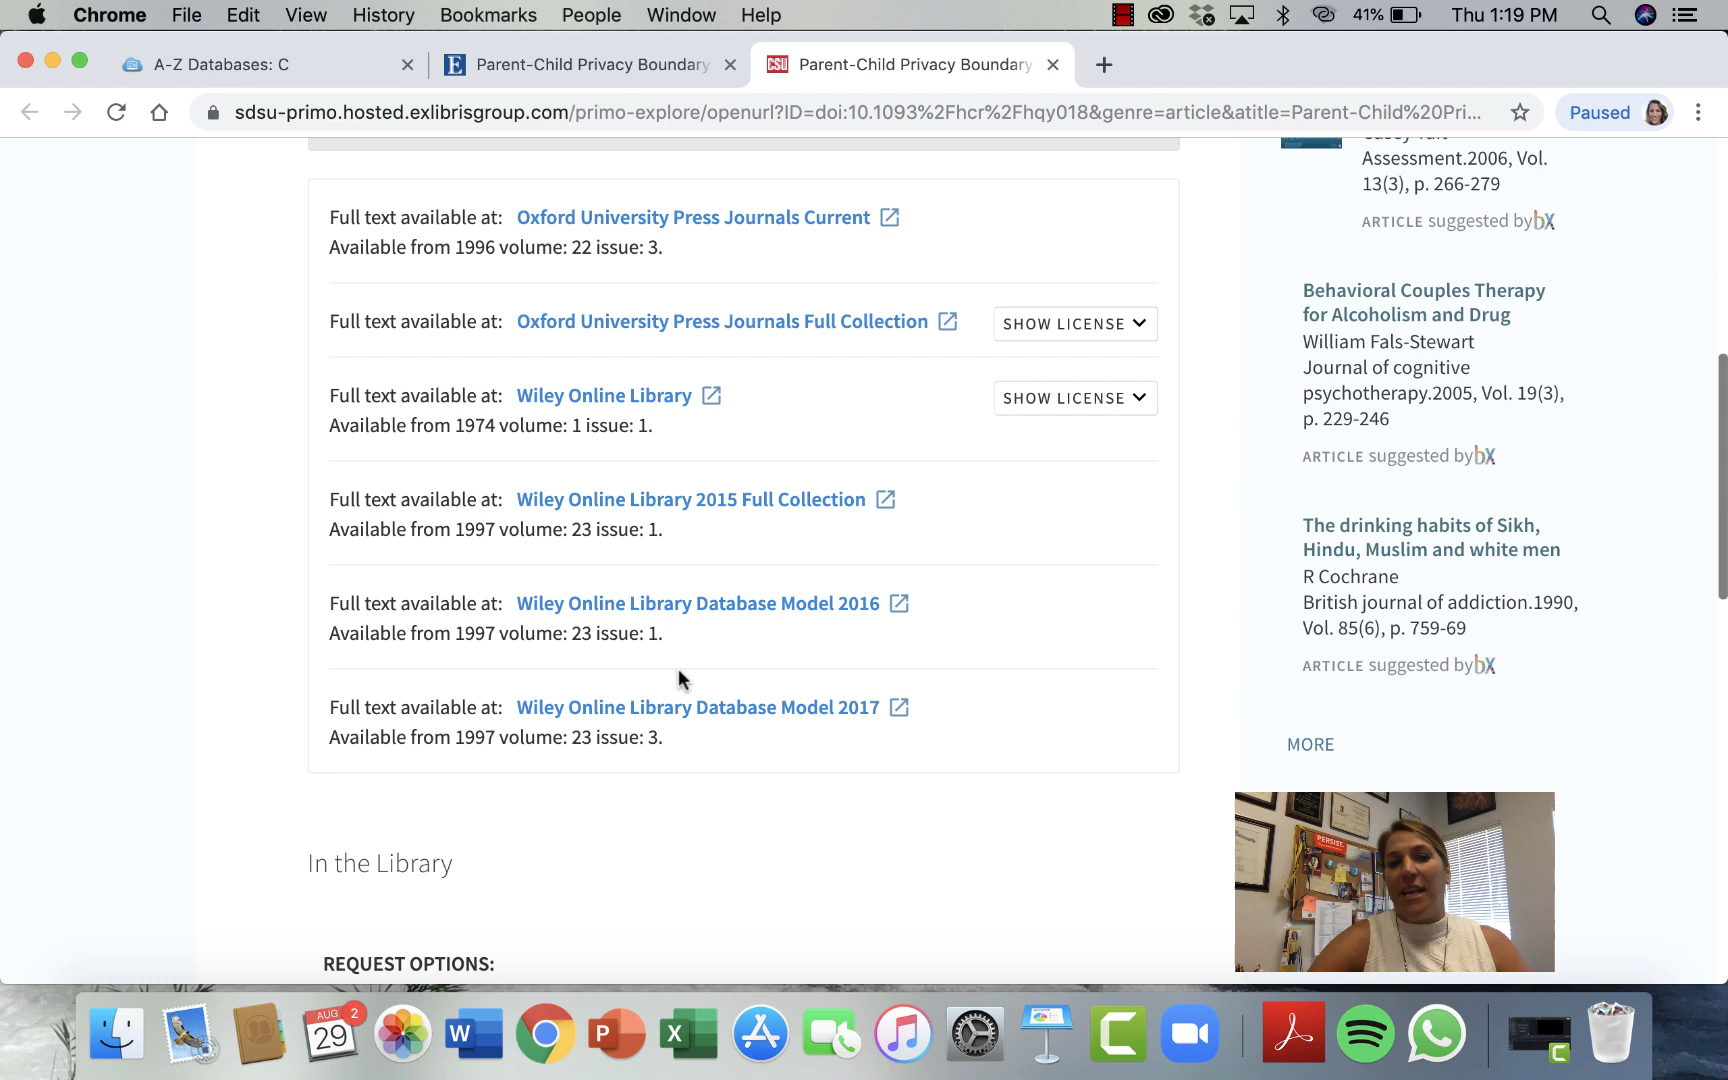 Chrome File Edit View History Bookmarks People Window Help 41% Thu 1:19 PM
A-Z Databases: C
Parent-Child Privacy Boundary
CSU Parent-Child Privacy Boundary
sdsu-primo.hosted.exlibrisgroup.com/primo-explore/openurl?ID=doi:10.1093%2Fhcr%2Fhqy018&genre=article&atitle=Parent-Child%20Pri...
Paused
Full text available at: Oxford University Press Journals Current
Available from 1996 volume: 22 issue: 3.
Full text available at: Oxford University Press Journals Full Collection
SHOW LICENSE
Full text available at: Wiley Online Library
SHOW LICENSE
Available from 1974 volume: 1 issue: 1.
Full text available at: Wiley Online Library 2015 Full Collection
Available from 1997 volume: 23 issue: 1.
Full text available at: Wiley Online Library Database Model 2016
Available from 1997 volume: 23 issue: 1.
Full text available at: Wiley Online Library Database Model 2017
Available from 1997 volume: 23 issue: 3.
In the Library
REQUEST OPTIONS:
Assessment.2006, Vol.
13(3), p. 266-279
ARTICLE suggested by bX
Behavioral Couples Therapy
for Alcoholism and Drug
William Fals-Stewart
Journal of cognitive
psychotherapy.2005, Vol. 19(3),
p. 229-246
ARTICLE suggested by bX
The drinking habits of Sikh,
Hindu, Muslim and white men
R Cochrane
British journal of addiction.1990,
Vol. 85(6), p. 759-69
ARTICLE suggested by bX
MORE
PERSIST.
AUG 2
29
W
P
X